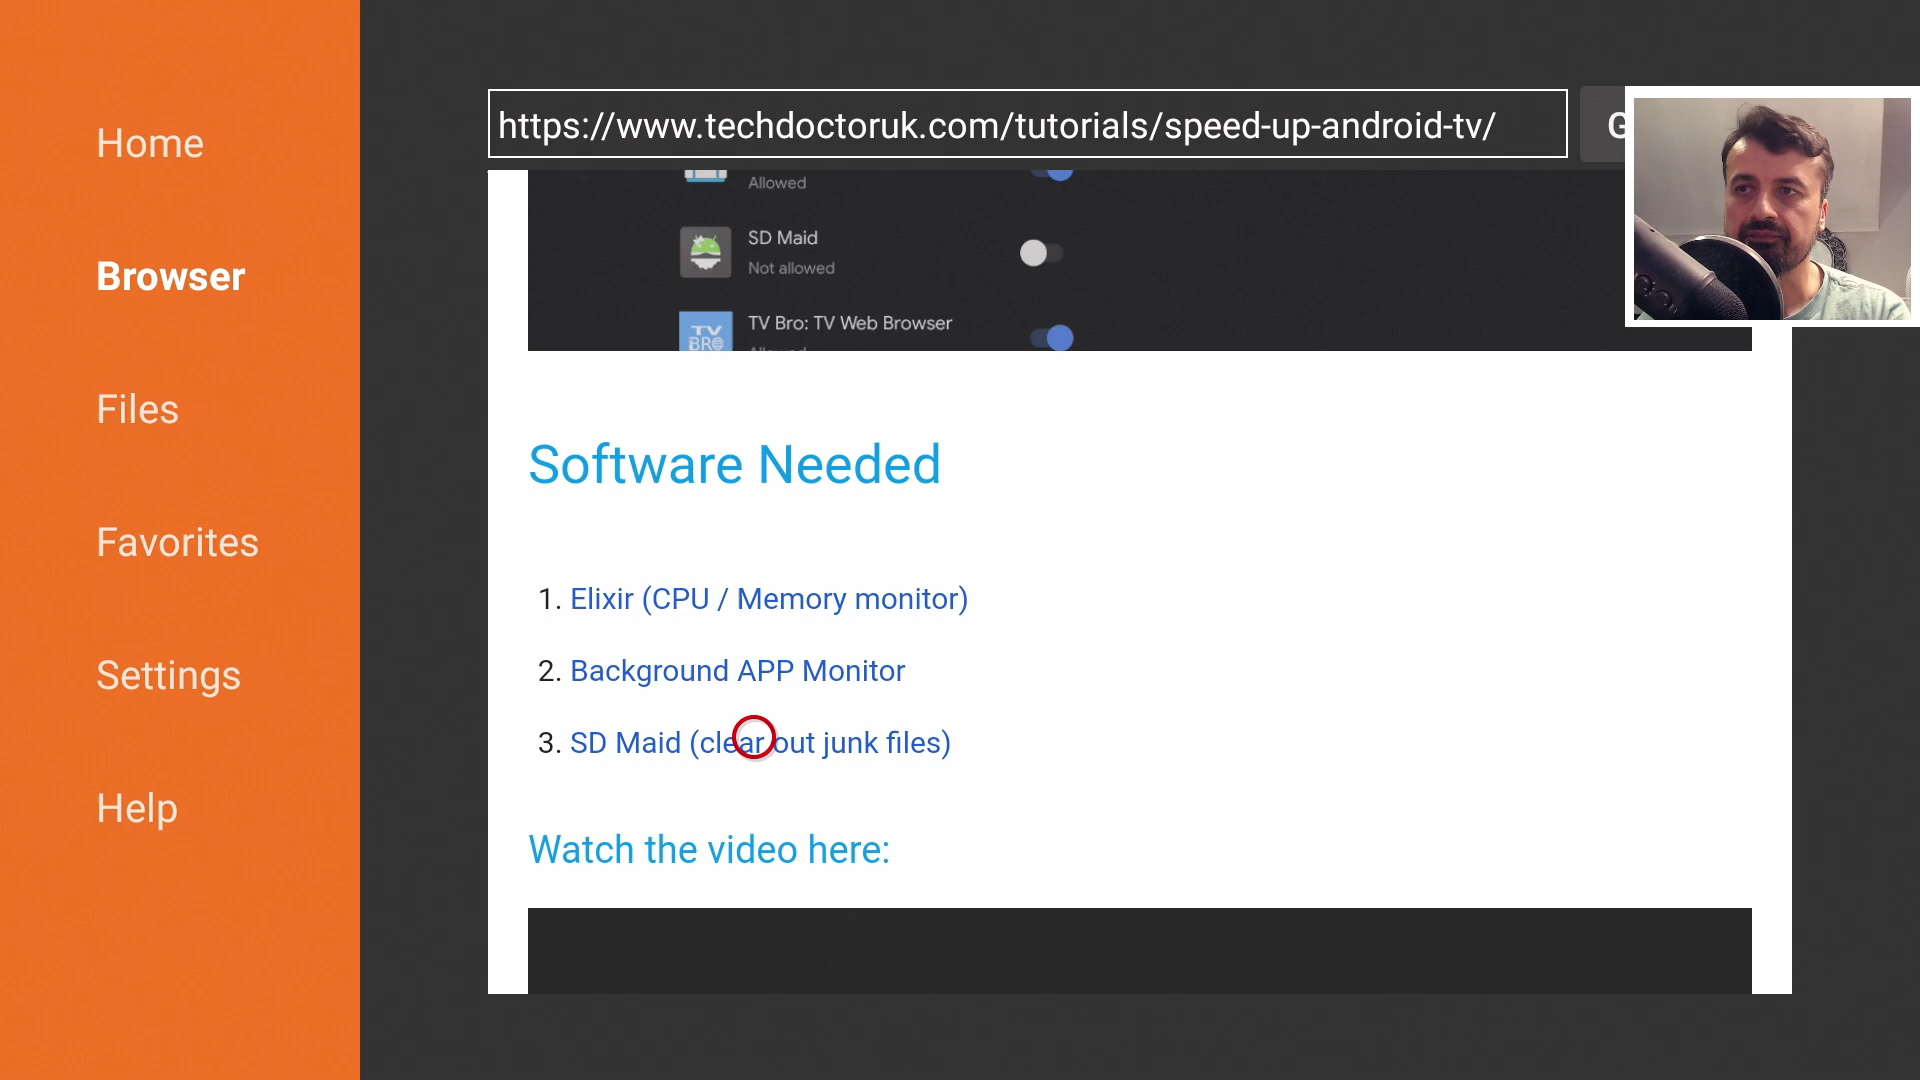 Home
Browser
Files
Favorites
Settings
Help
https://www.techdoctoruk.com/tutorials/speed-up-android-tv/
G
Allowed
SD Maid
Not allowed
TV BRO
TV Bro: TV Web Browser
Software Needed
1. Elixir (CPU / Memory monitor)
2. Background APP Monitor
3. SD Maid (clear out junk files)
Watch the video here: